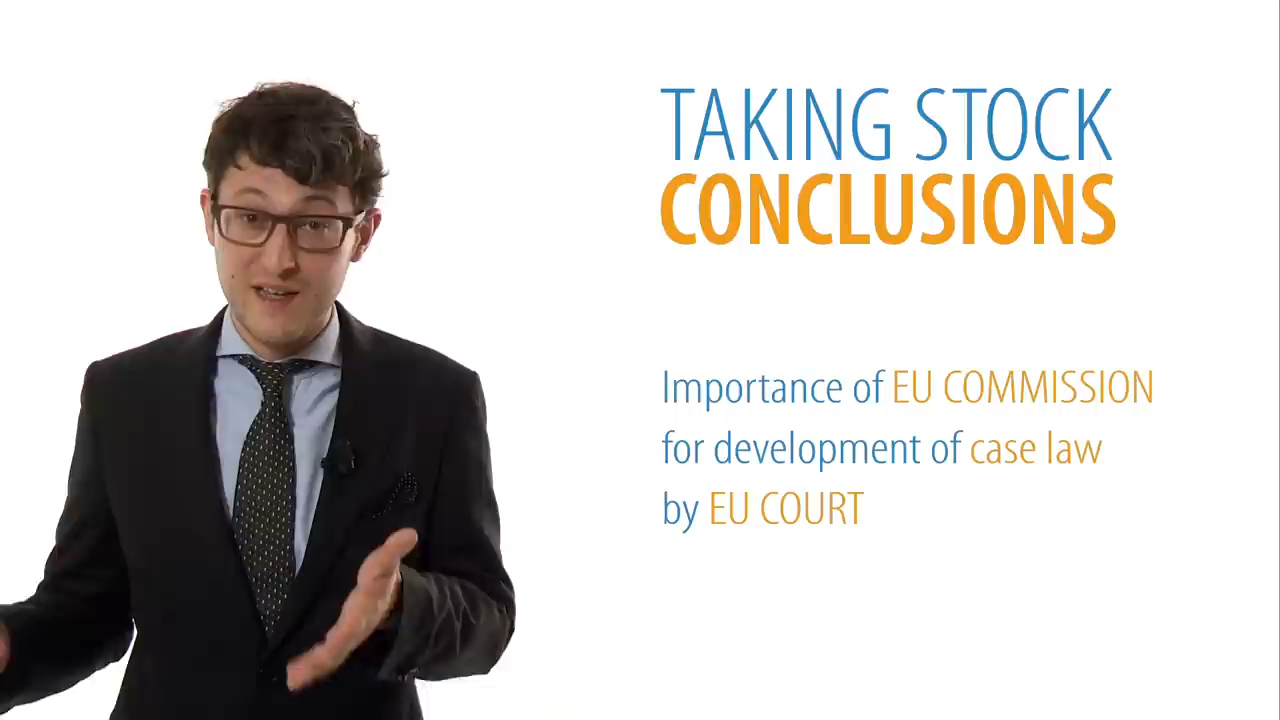 TAKING STOCK
CONCLUSIONS
Importance of EU COMMISSION
for development of case law
by EU COURT